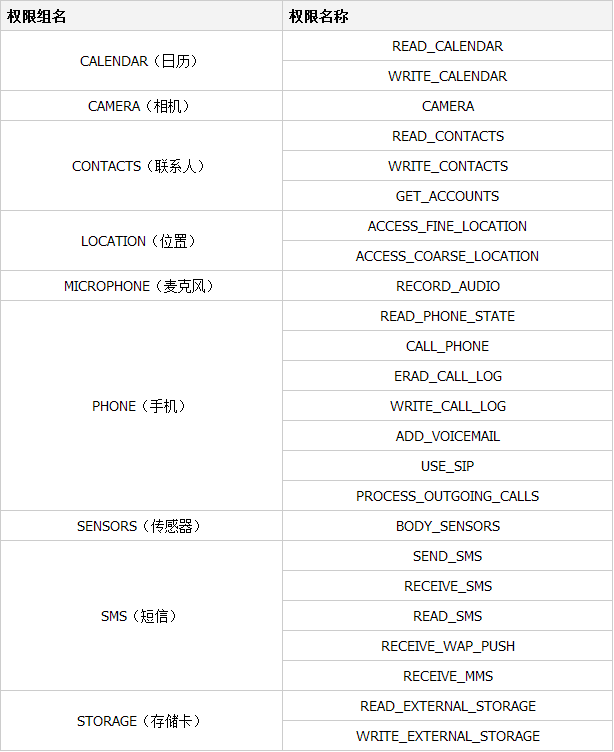 权限组名 权限名称
CALENDAR（日历） READ_CALENDAR
WRITE_CALENDAR
CAMERA（相机） CAMERA
CONTACTS（联系人） READ_CONTACTS
WRITE_CONTACTS
GET_ACCOUNTS
LOCATION（位置） ACCESS_FINE_LOCATION
ACCESS_COARSE_LOCATION
MICROPHONE（麦克风） RECORD_AUDIO
PHONE（手机） READ_PHONE_STATE
CALL_PHONE
ERAD_CALL_LOG
WRITE_CALL_LOG
ADD_VOICEMAIL
USE_SIP
PROCESS_OUTGOING_CALLS
SENSORS（传感器） BODY_SENSORS
SMS（短信） SEND_SMS
RECEIVE_SMS
READ_SMS
RECEIVE_WAP_PUSH
RECEIVE_MMS
STORAGE（存储卡） READ_EXTERNAL_STORAGE
WRITE_EXTERNAL_STORAGE